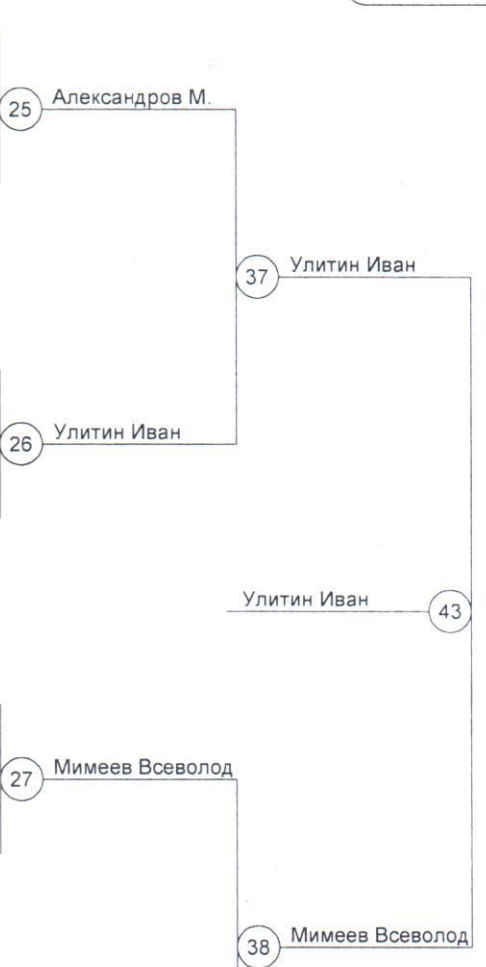 25 Александров М.
37 Улитин Иван
26 Улитин Иван
Улитин Иван 43
27 Мимеев Всеволод
38 Мимеев Всеволод